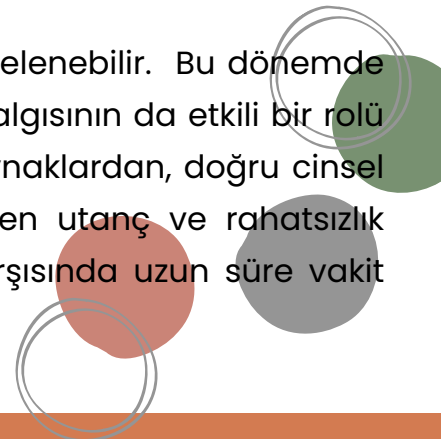 elenebilir. Bu dönemde
algısının da etkili bir rolü
naklardan, doğru cinsel
en utanç ve rahatsızlık
rşısında uzun süre vakit